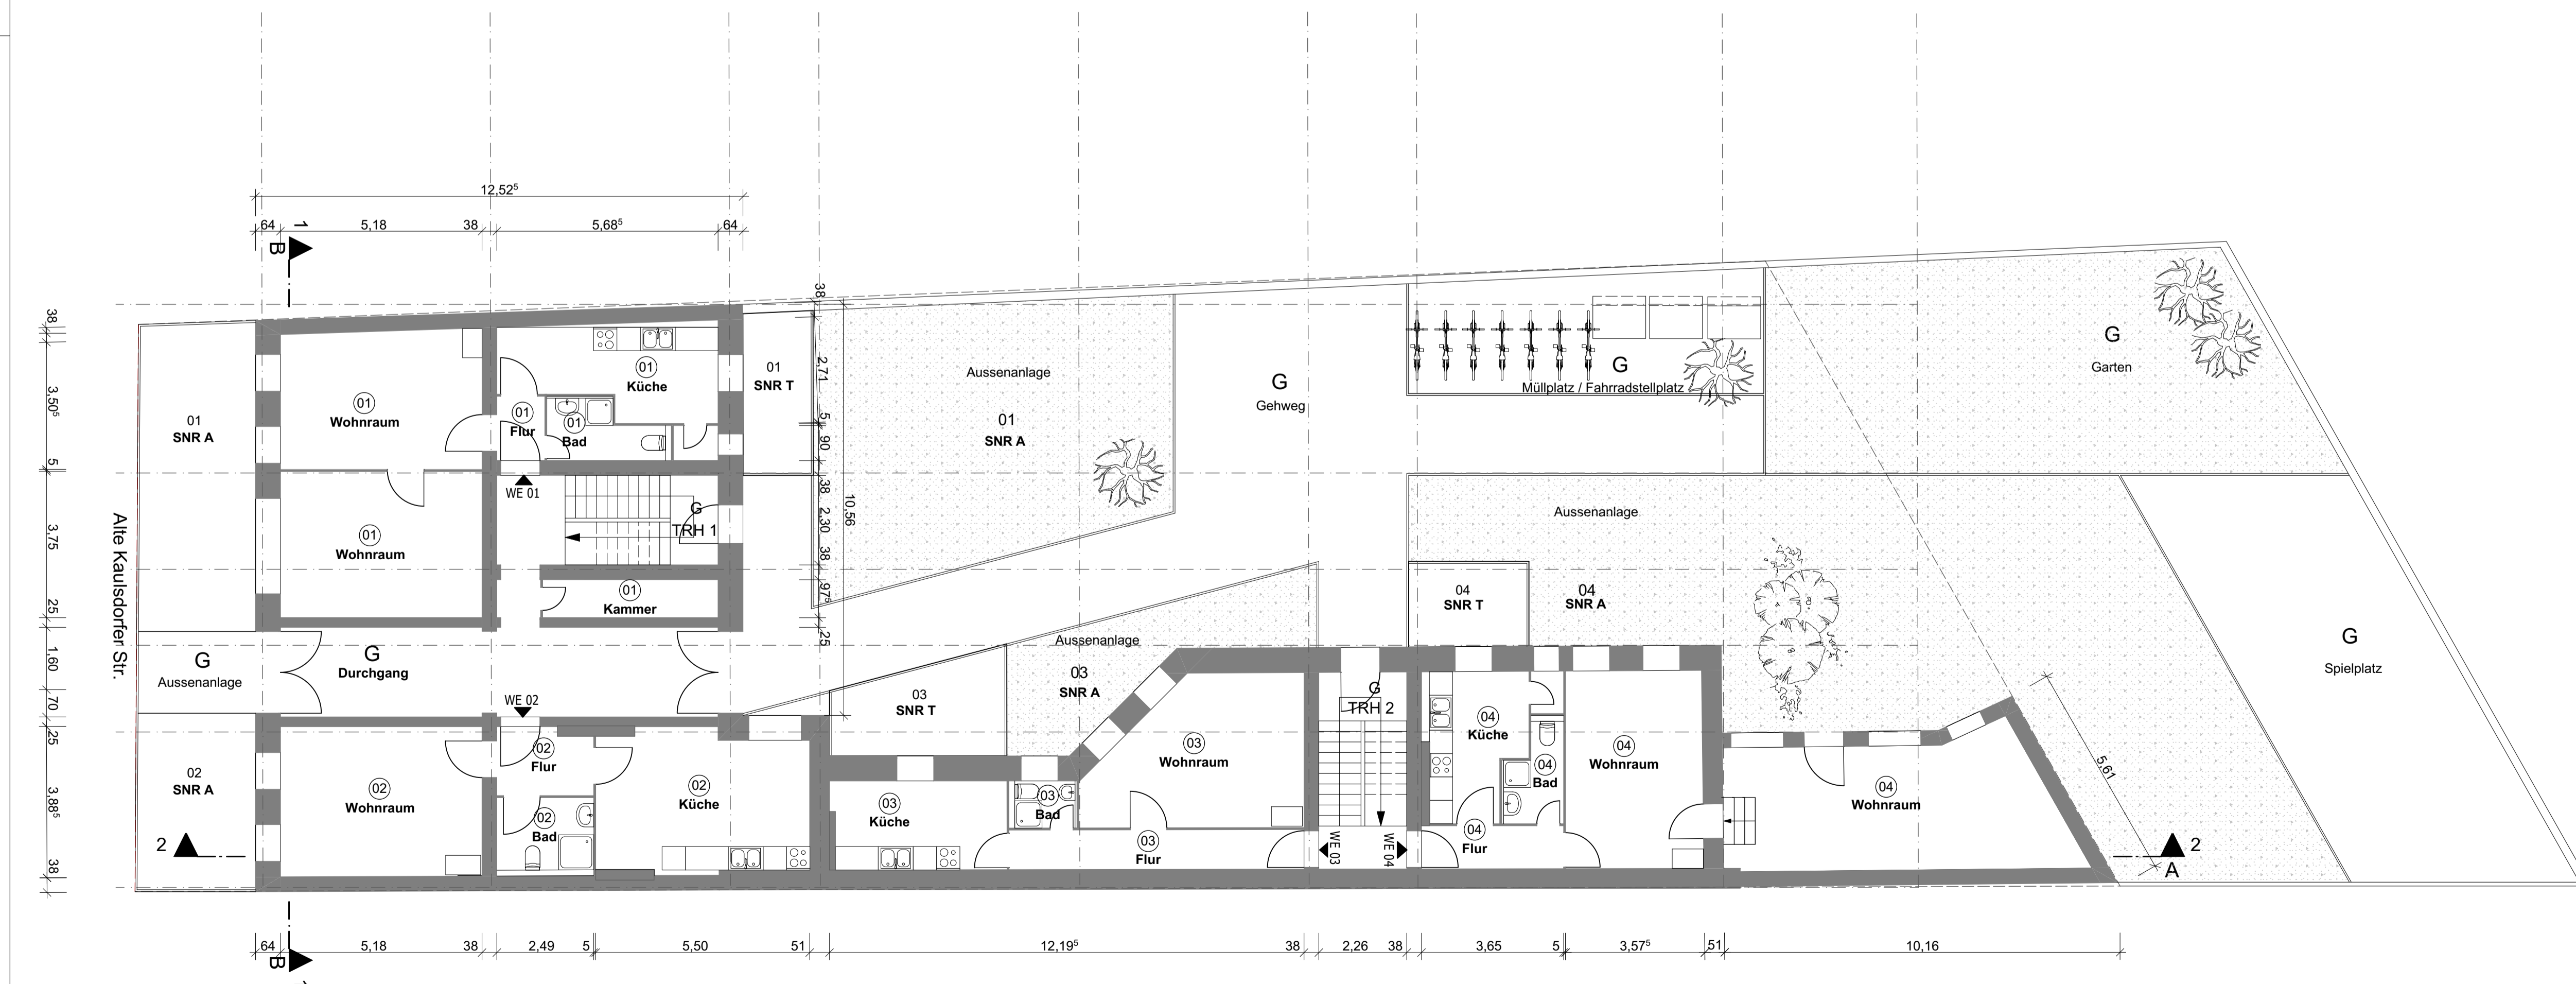 12,52⁵
64
5,18
38
5,68⁵
64
1
B
38
3,50⁵
5
3,75
25
1,60
70
25
3,88⁵
38
Alte Kaulsdorfer Str.
01
SNR A
G
Aussenanlage
02
SNR A
2
01
Wohnraum
01
Wohnraum
01
Flur
01
Bad
01
Küche
01
SNR T
WE 01
G
TRH 1
01
Kammer
G
Durchgang
WE 02
02
Wohnraum
02
Flur
02
Bad
02
Küche
38
2,71
5
90
38
2,30
38
97⁵
25
10,56
Aussenanlage
01
SNR A
G
Gehweg
G
Müllplatz / Fahrradstellplatz
G
Garten
Aussenanlage
03
SNR A
03
SNR T
03
Küche
03
Bad
03
Wohnraum
03
Flur
G
TRH 2
WE 03
WE 04
Aussenanlage
04
SNR T
04
SNR A
04
Küche
04
Bad
04
Flur
04
Wohnraum
04
Wohnraum
5,61
G
Spielplatz
2
A
B
64
5,18
38
2,49
5
5,50
51
12,19⁵
38
2,26
38
3,65
5
3,57⁵
51
10,16